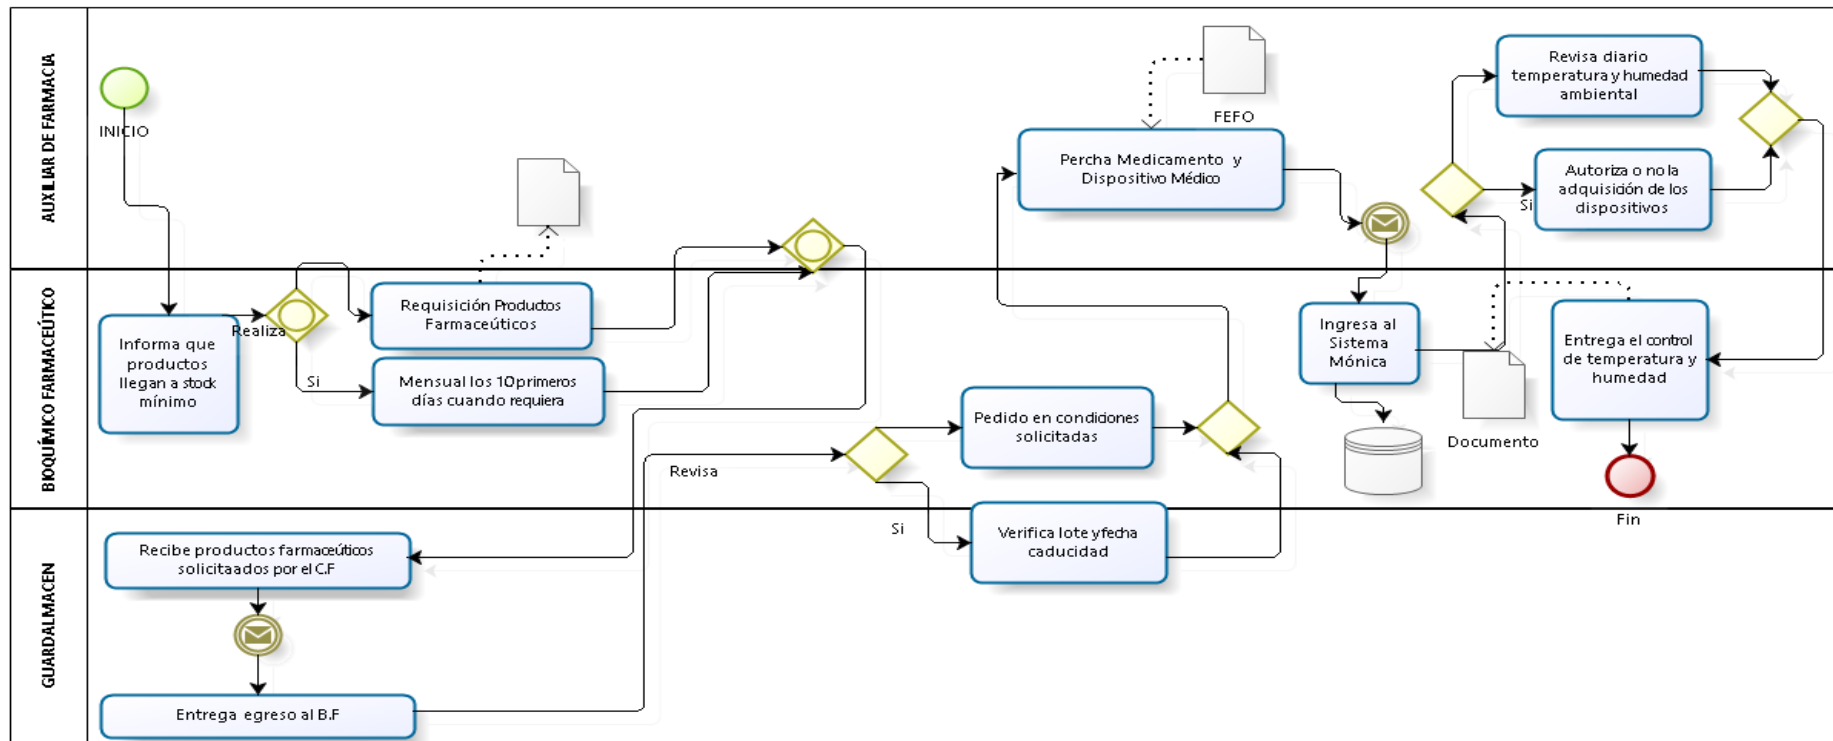 AUXILIAR DE FARMACIA
INICIO
FEFO
Percha Medicamento y
Dispositivo Médico
Revisa diario
temperatura y humedad
ambiental
Si
Autoriza o no la
adquisición de los
dispositivos
BIOQUÍMICO FARMACEÚTICO
Informa que
productos
llegan a stock
mínimo
Realiza
Si
Requisición Productos
Farmaceúticos
Mensual los 10 primeros
días cuando requiera
Revisa
Si
Pedido en condiciones
solicitadas
Ingresa al
Sistema
Mónica
Documento
Entrega el control
de temperatura y
humedad
Fin
GUARDALMACEN
Recibe productos farmaceúticos
solicitaados por el C.F
Entrega egreso al B.F
Verifica lote y fecha
caducidad